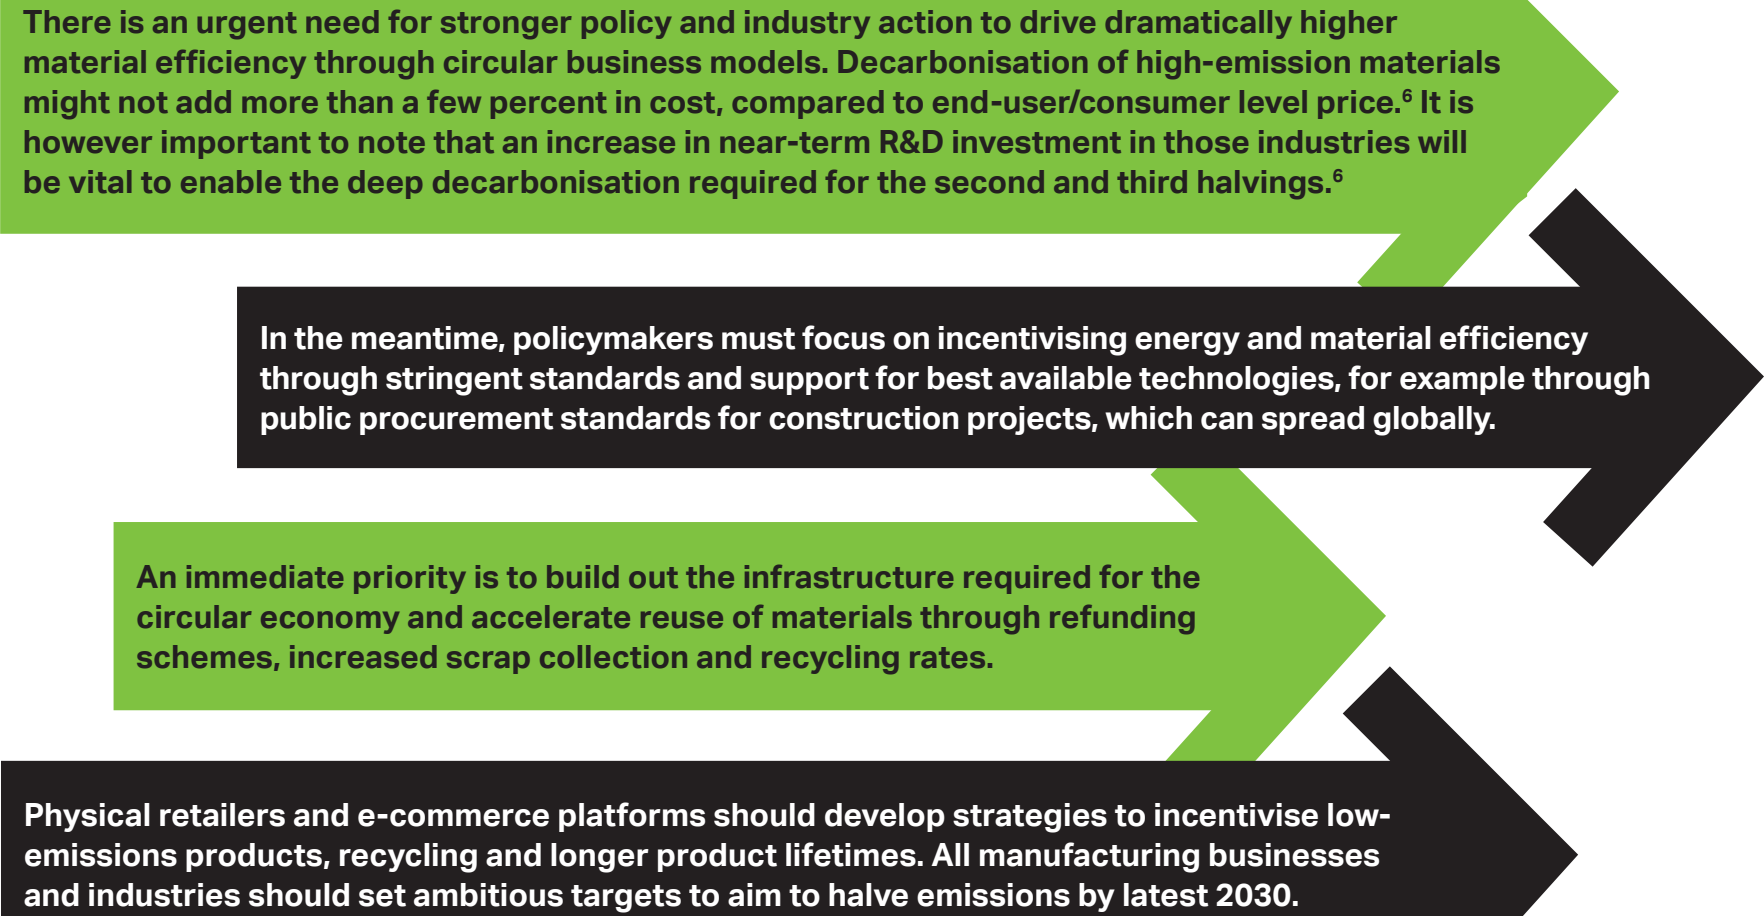 There is an urgent need for stronger policy and industry action to drive dramatically higher
material efficiency through circular business models. Decarbonisation of high-emission materials
might not add more than a few percent in cost, compared to end-user/consumer level price.⁶ It is
however important to note that an increase in near-term R&D investment in those industries will
be vital to enable the deep decarbonisation required for the second and third halvings.⁶
In the meantime, policymakers must focus on incentivising energy and material efficiency
through stringent standards and support for best available technologies, for example through
public procurement standards for construction projects, which can spread globally.
An immediate priority is to build out the infrastructure required for the
circular economy and accelerate reuse of materials through refunding
schemes, increased scrap collection and recycling rates.
Physical retailers and e-commerce platforms should develop strategies to incentivise low-
emissions products, recycling and longer product lifetimes. All manufacturing businesses
and industries should set ambitious targets to aim to halve emissions by latest 2030.